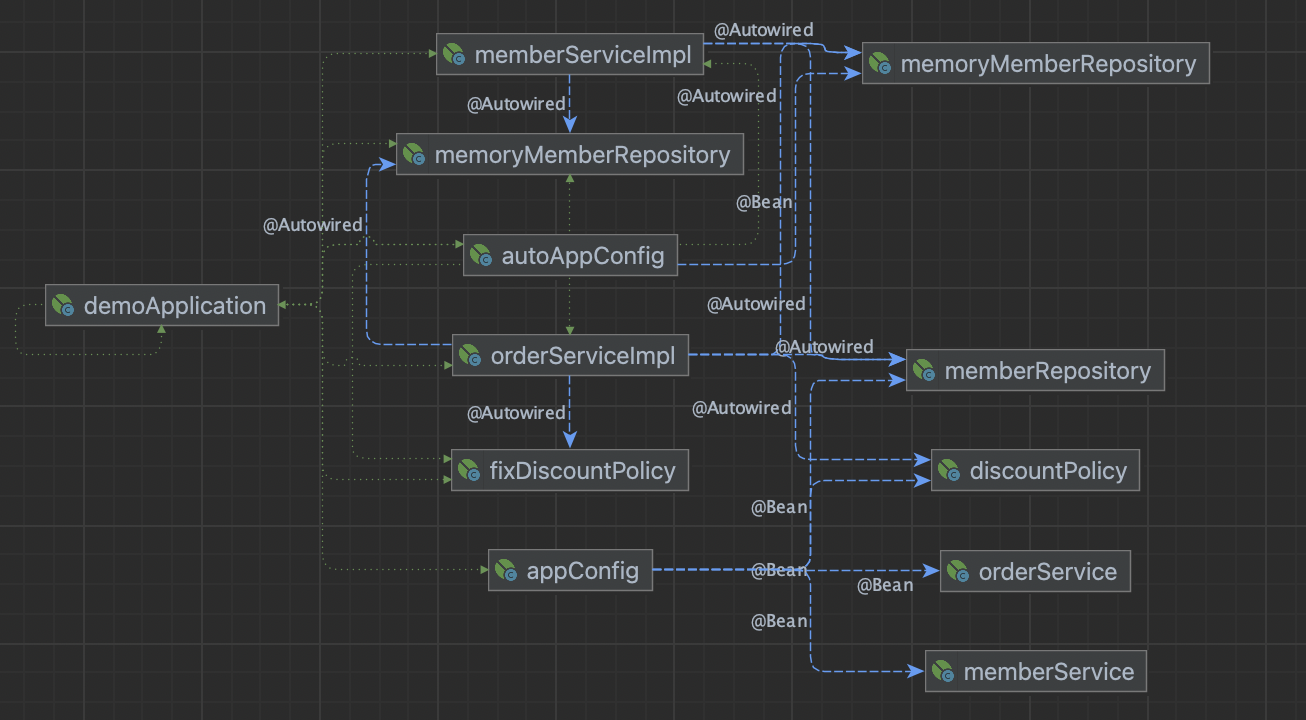 @Autowired
memberServiceImpl
memoryMemberRepository
@Autowired
@Autowired
memoryMemberRepository
@Bean
@Autowired
autoAppConfig
demoApplication
@Autowired
@Autowired
orderServiceImpl
memberRepository
@Autowired
@Autowired
fixDiscountPolicy
discountPolicy
@Bean
appConfig
@Bean
orderService
@Bean
@Bean
memberService